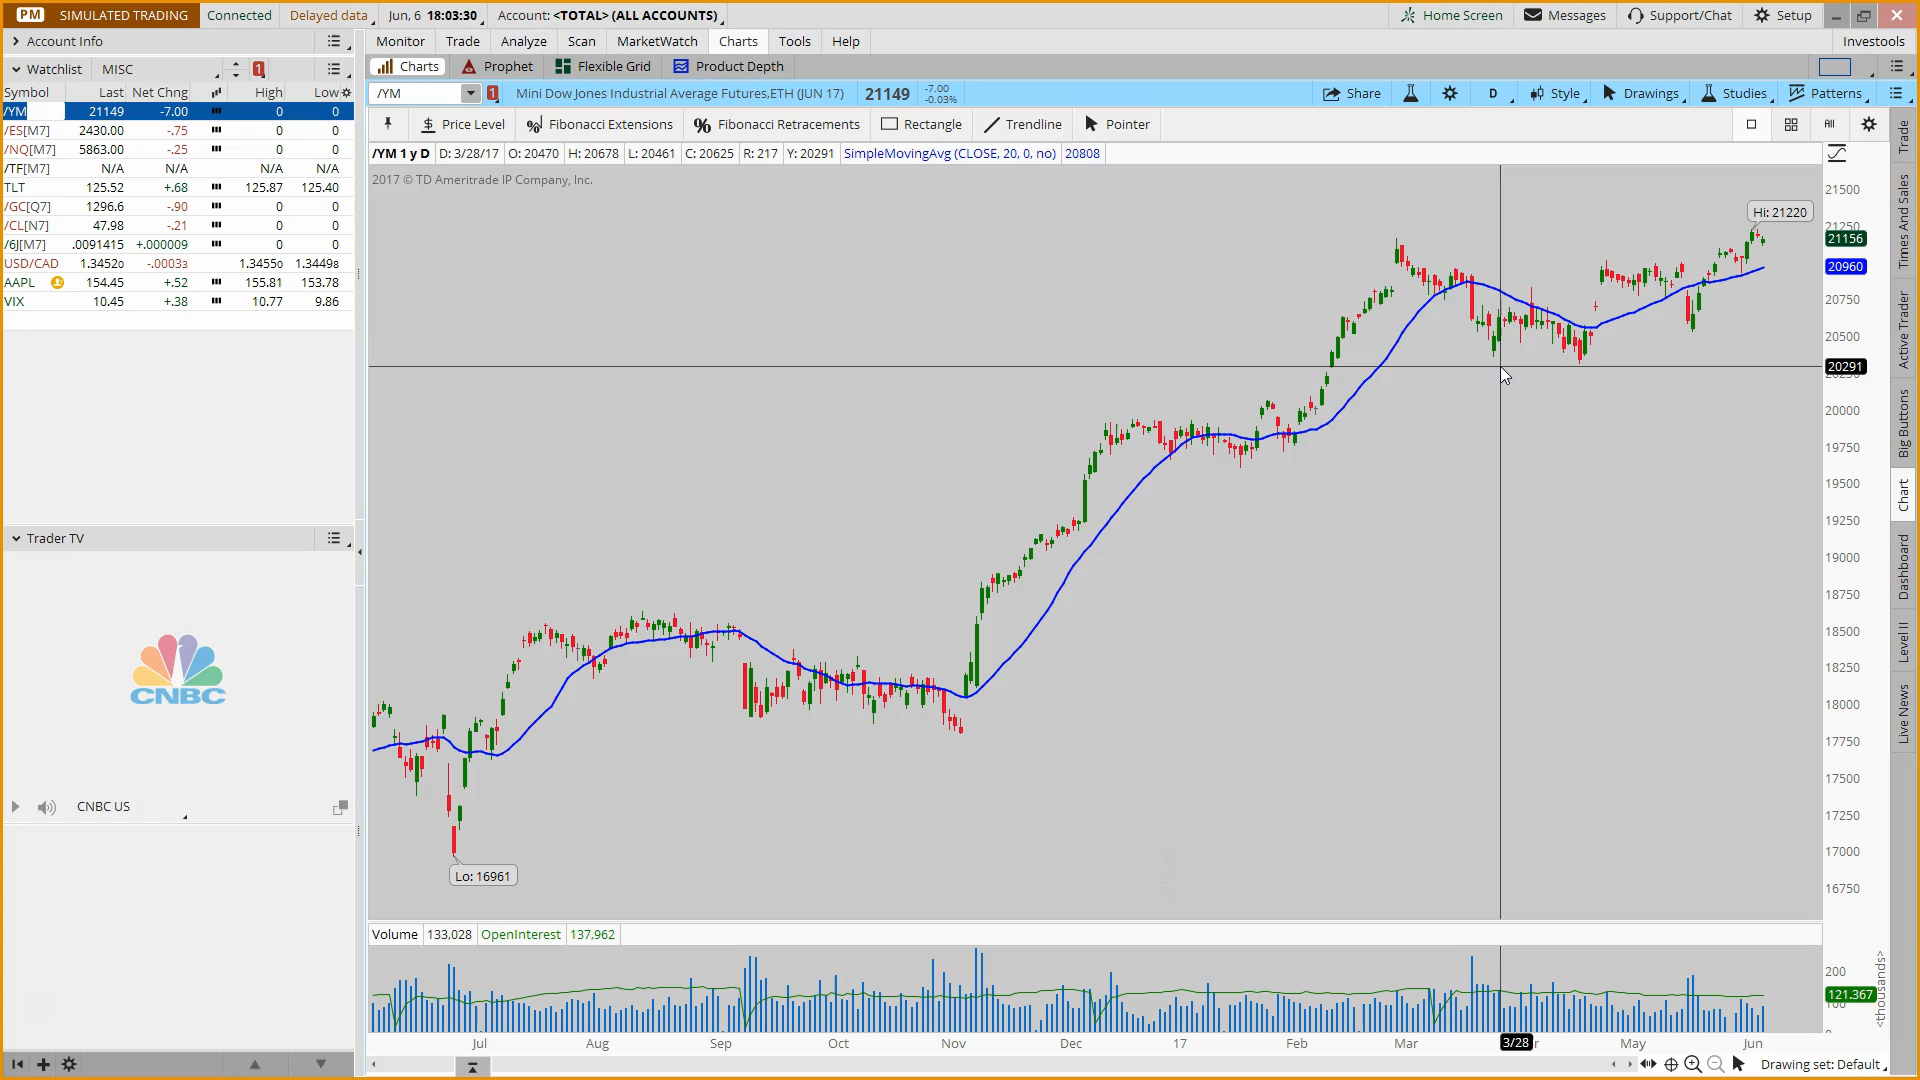 PM SIMULATED TRADING Connected Delayed data Jun, 6 18:03:30 Account: <TOTAL> (ALL ACCOUNTS) Home Screen Messages Support/Chat Setup
Account Info Monitor Trade Analyze Scan MarketWatch Charts Tools Help Investools
Watchlist MISC 1 Charts Prophet Flexible Grid Product Depth
Symbol Last Net Chng High Low
/YM 1 Mini Dow Jones Industrial Average Futures,ETH (JUN 17) 21149 -7.00 -0.03% Share D Style Drawings Studies Patterns
/YM 21149 -7.00 0 0
/ES[M7] 2430.00 -.75 0 0
/NQ[M7] 5863.00 -.25 0 0
/TF[M7] N/A N/A N/A N/A
TLT 125.52 +.68 125.87 125.40
/GC[Q7] 1296.6 -.90 0 0
/CL[N7] 47.98 -.21 0 0
/6J[M7] .0091415 +.000009 0 0
USD/CAD 1.34520 -.00033 1.34550 1.34498
AAPL 154.45 +.52 155.81 153.78
VIX 10.45 +.38 10.77 9.86
$ Price Level Fibonacci Extensions Fibonacci Retracements Rectangle Trendline Pointer All
/YM 1 y D D: 3/28/17 O: 20470 H: 20678 L: 20461 C: 20625 R: 217 Y: 20291 SimpleMovingAvg (CLOSE, 20, 0, no) 20808
2017 © TD Ameritrade IP Company, Inc.
Hi: 21220
Lo: 16961
21500
21250
21156
20960
20750
20500
20291
20000
19750
19500
19250
19000
18750
18500
18250
18000
17750
17500
17250
17000
16750
Trader TV
CNBC
CNBC US
Volume 133,028 OpenInterest 137,962
200
121.367
<thousands>
Jul Aug Sep Oct Nov Dec 17 Feb Mar 3/28 May Jun
Drawing set: Default
Trade
Times And Sales
Active Trader
Big Buttons
Chart
Dashboard
Level II
Live News